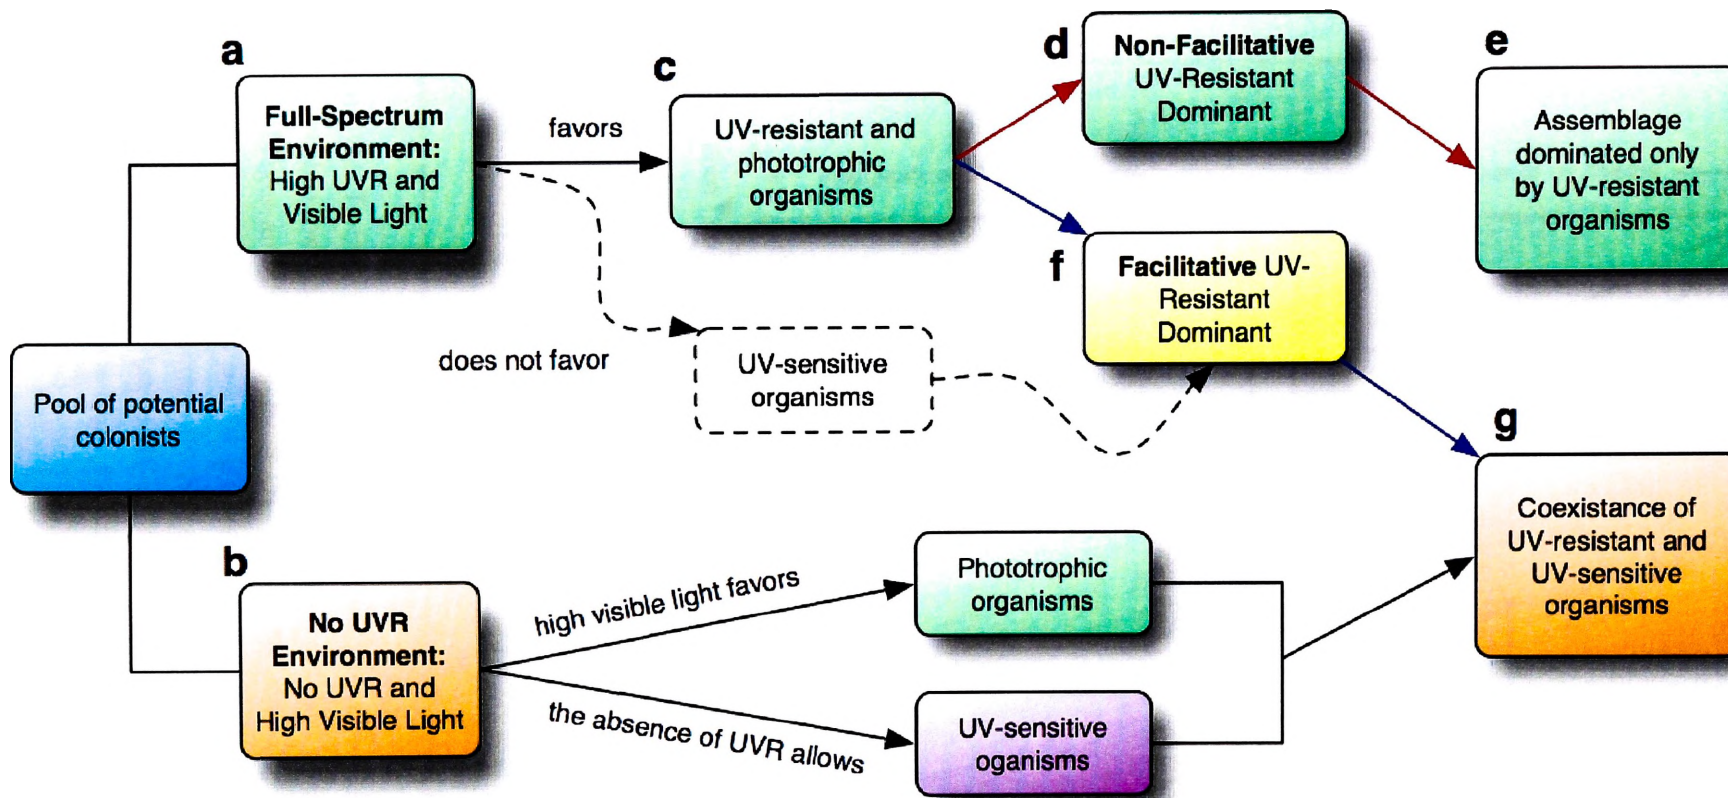 a
Full-Spectrum
Environment:
High UVR and
Visible Light
favors
does not favor
c
UV-resistant and
phototrophic
organisms
UV-sensitive
organisms
d
Non-Facilitative
UV-Resistant
Dominant
e
Assemblage
dominated only
by UV-resistant
organisms
f
Facilitative UV-
Resistant
Dominant
Pool of potential
colonists
b
No UVR
Environment:
No UVR and
High Visible Light
high visible light favors
the absence of UVR allows
Phototrophic
organisms
UV-sensitive
oganisms
g
Coexistance of
UV-resistant and
UV-sensitive
organisms